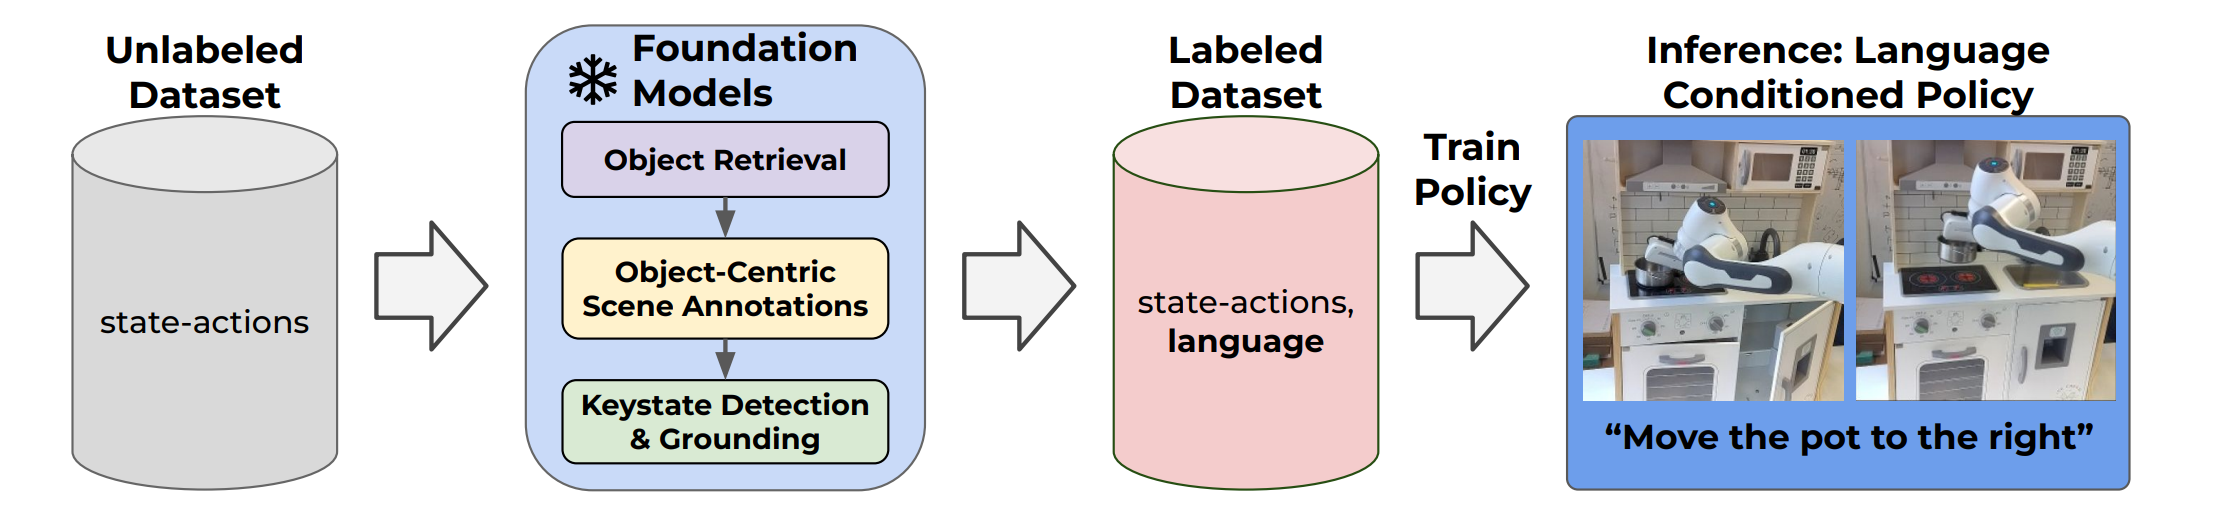 Unlabeled
Dataset
state-actions
Foundation
Models
Object Retrieval
Object-Centric
Scene Annotations
Keystate Detection
& Grounding
Labeled
Dataset
state-actions,
language
Train
Policy
Inference: Language
Conditioned Policy
“Move the pot to the right”